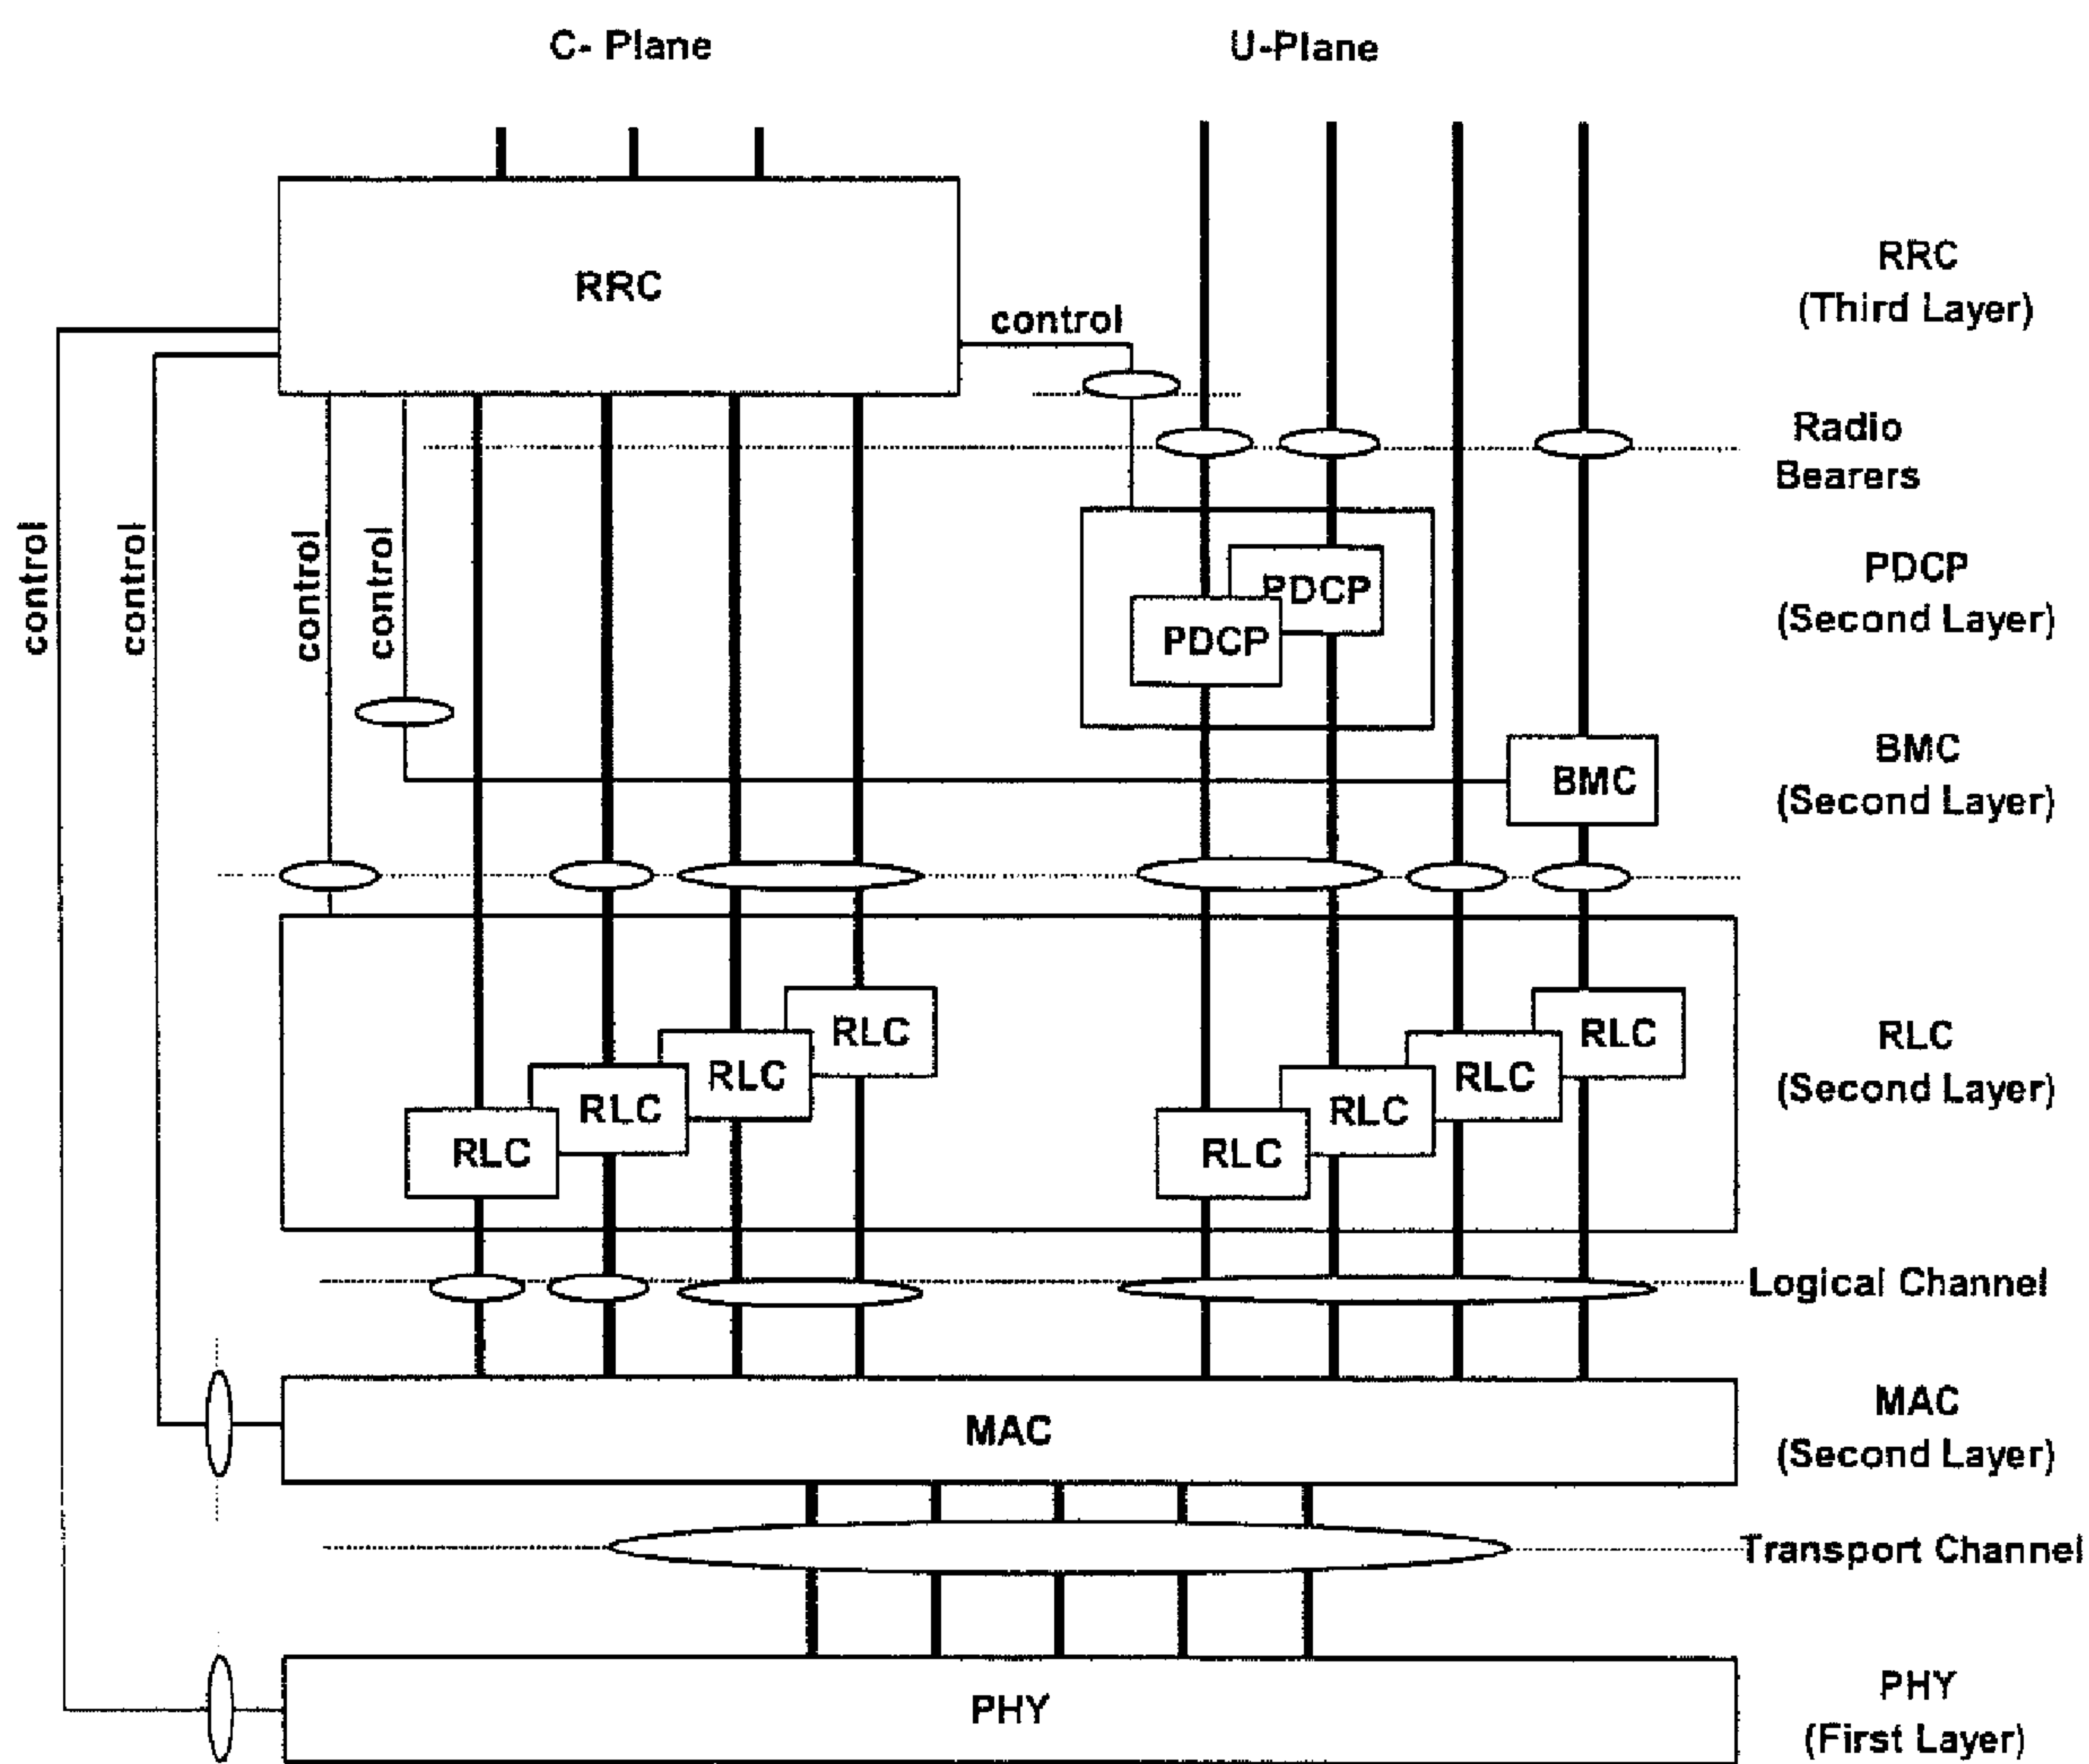 C- Plane
U-Plane
RRC
control
RRC
(Third Layer)
Radio
Bearers
control
control
control
control
PDCP
PDCP
PDCP
(Second Layer)
BMC
BMC
(Second Layer)
RLC
RLC
RLC
RLC
RLC
RLC
RLC
RLC
RLC
(Second Layer)
Logical Channel
MAC
MAC
(Second Layer)
Transport Channel
PHY
PHY
(First Layer)